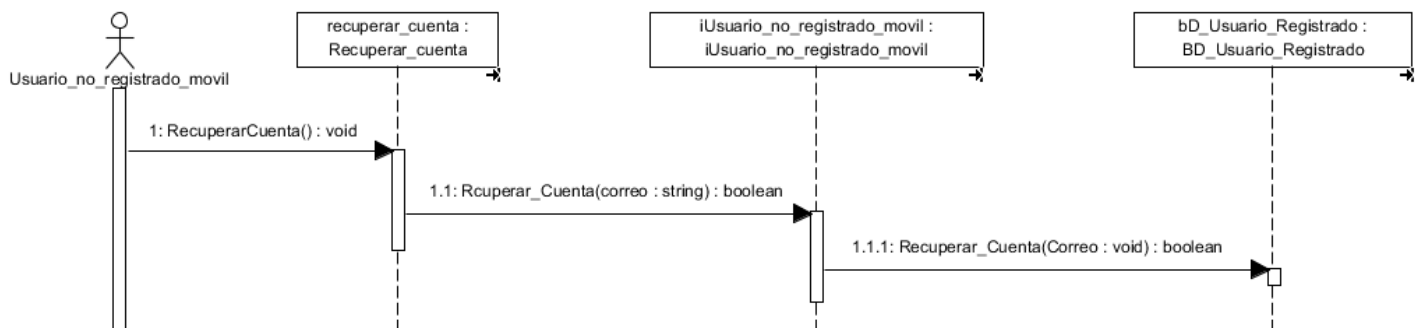 recuperar_cuenta :
Recuperar_cuenta
iUsuario_no_registrado_movil :
iUsuario_no_registrado_movil
bD_Usuario_Registrado :
BD_Usuario_Registrado
Usuario_no_registrado_movil
1: RecuperarCuenta() : void
1.1: Rcuperar_Cuenta(correo : string) : boolean
1.1.1: Recuperar_Cuenta(Correo : void) : boolean